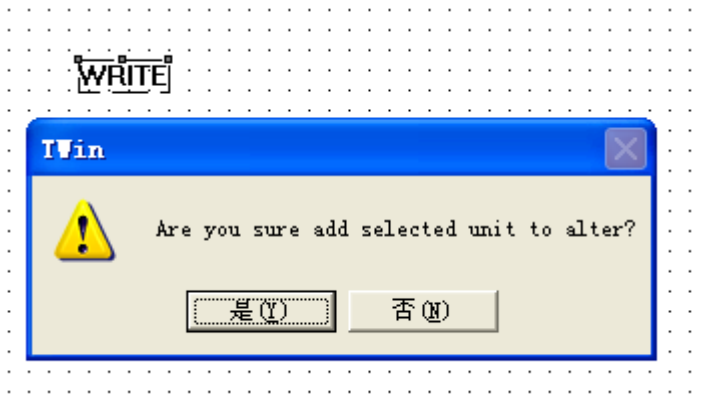 WRITE
TWin
Are you sure add selected unit to alter?
是(Y)
否(N)